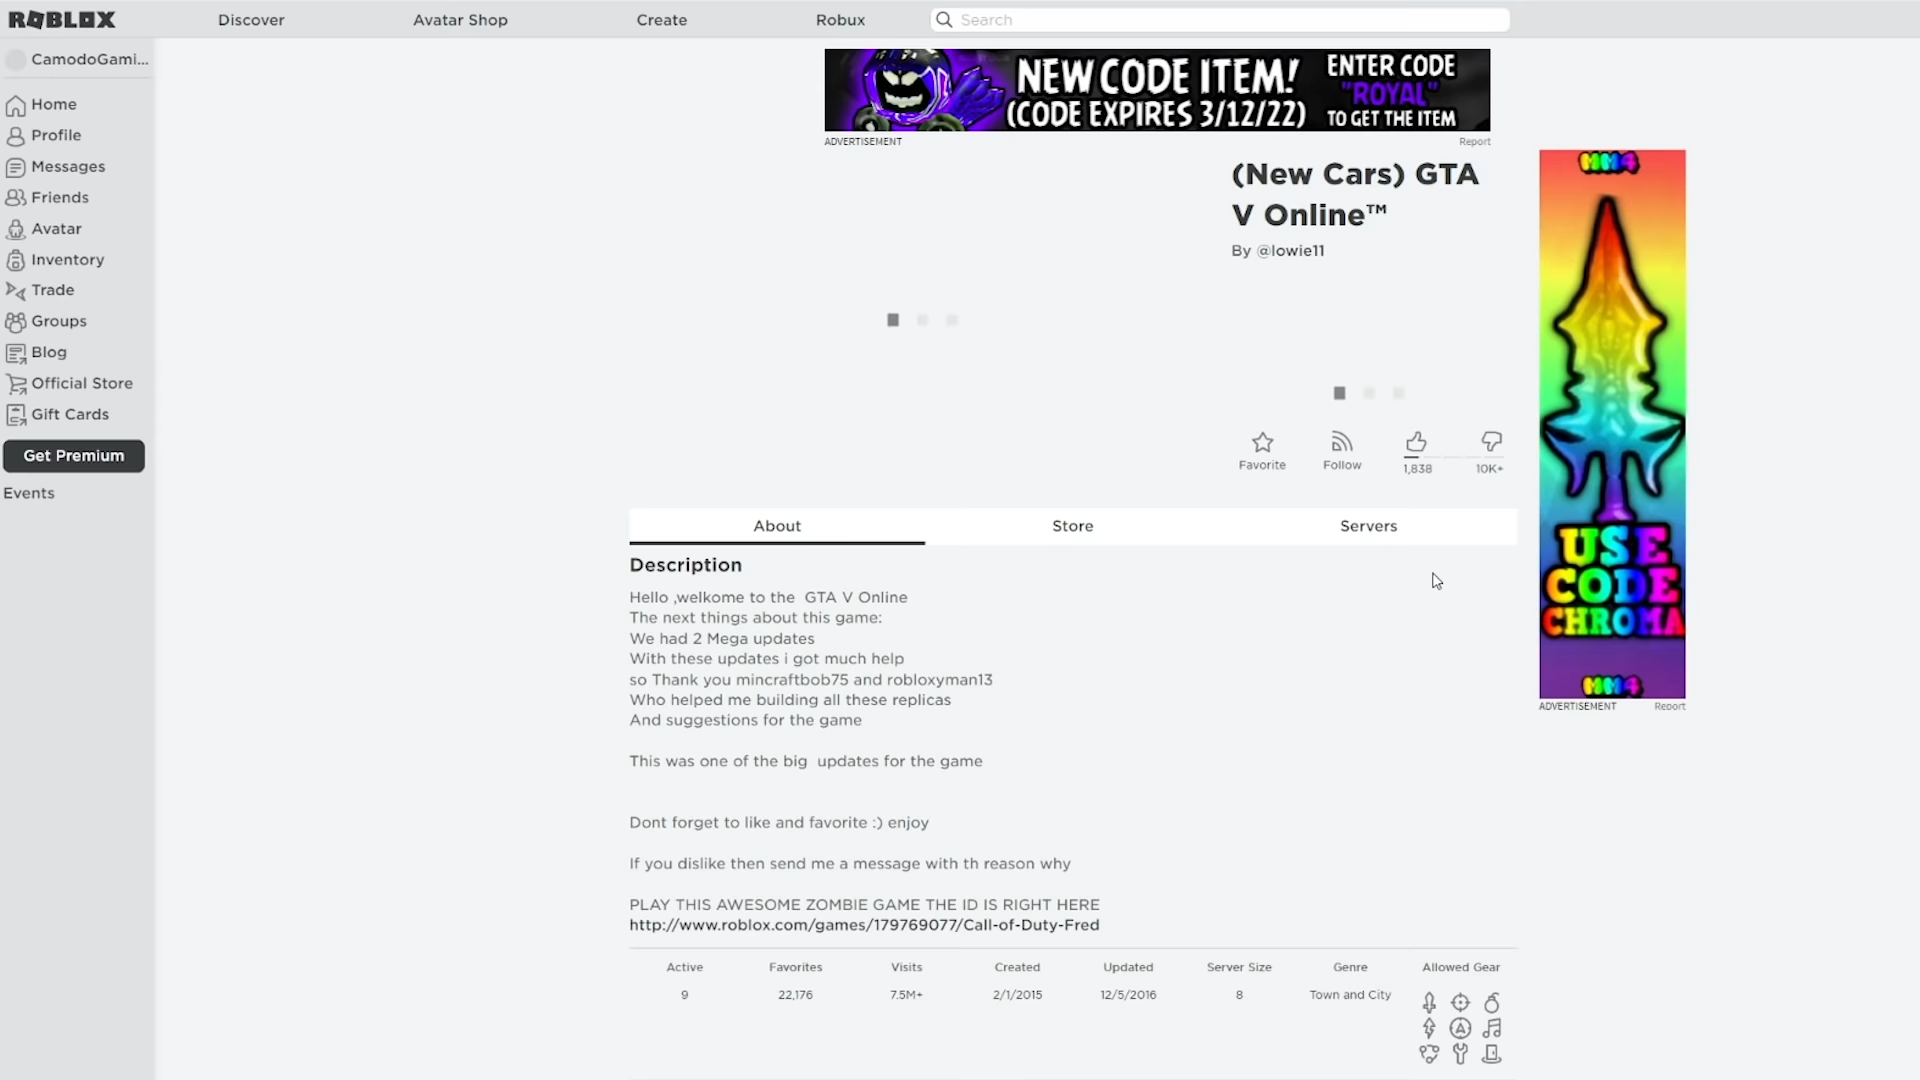 ROBLOX
Discover
Avatar Shop
Create
Robux
Search
CamodoGami...
Home
Profile
Messages
Friends
Avatar
Inventory
Trade
Groups
Blog
Official Store
Gift Cards
Get Premium
Events
NEW CODE ITEM!
(CODE EXPIRES 3/12/22)
ENTER CODE
"ROYAL"
TO GET THE ITEM
ADVERTISEMENT
Report
(New Cars) GTA
V Online™
By @lowie11
Favorite
Follow
1,838
10K+
MM4
USE
CODE
CHROMA
MM4
ADVERTISEMENT
Report
About
Store
Servers
Description
Hello ,welkome to the  GTA V Online
The next things about this game:
We had 2 Mega updates
With these updates i got much help
so Thank you mincraftbob75 and robloxyman13
Who helped me building all these replicas
And suggestions for the game
This was one of the big  updates for the game
Dont forget to like and favorite :) enjoy
If you dislike then send me a message with th reason why
PLAY THIS AWESOME ZOMBIE GAME THE ID IS RIGHT HERE
http://www.roblox.com/games/179769077/Call-of-Duty-Fred
Active
Favorites
Visits
Created
Updated
Server Size
Genre
Allowed Gear
9
22,176
7.5M+
2/1/2015
12/5/2016
8
Town and City